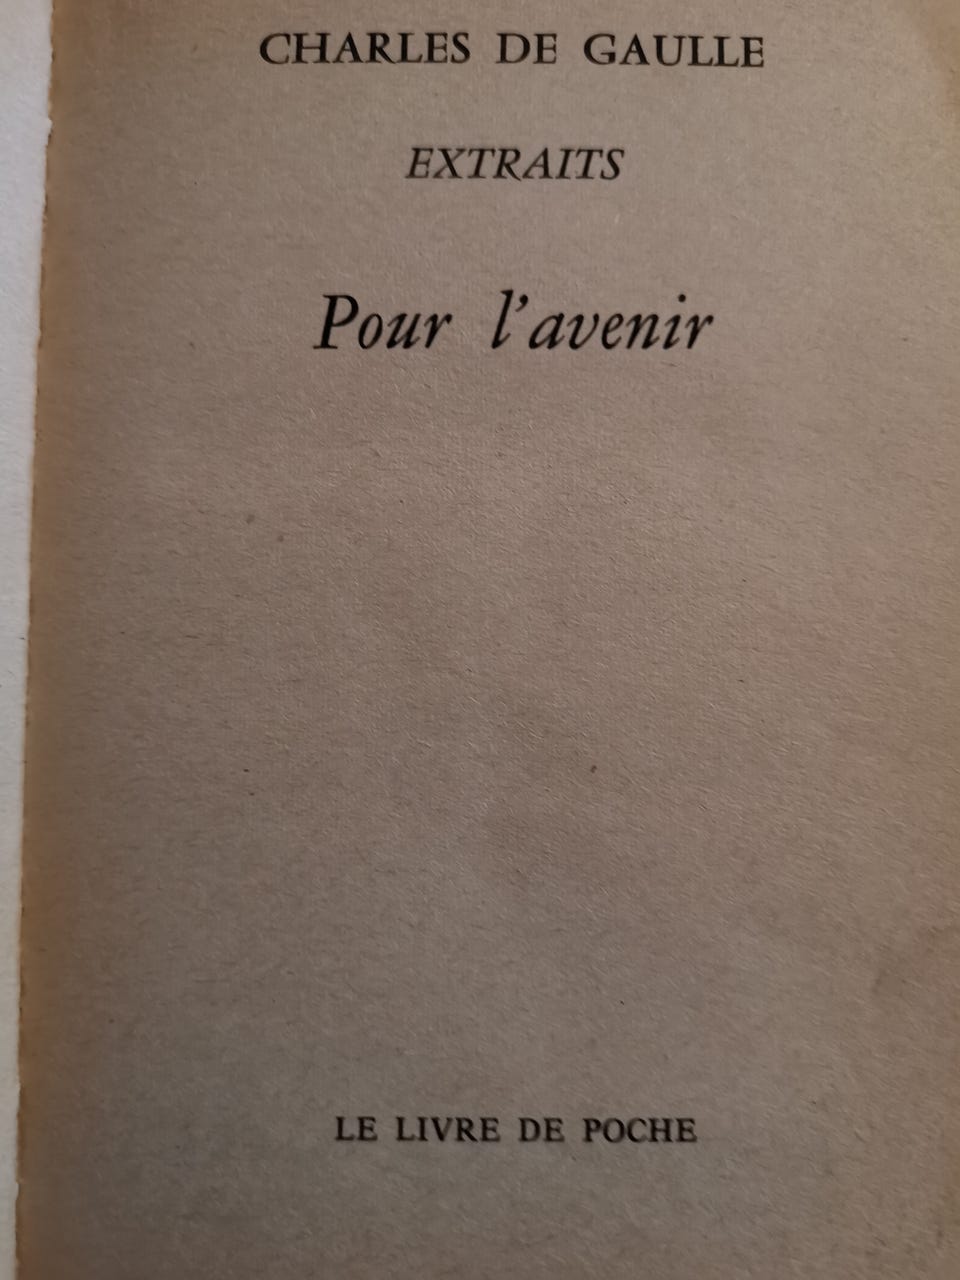 CHARLES DE GAULLE
EXTRAITS
Pour l'avenir
LE LIVRE DE POCHE